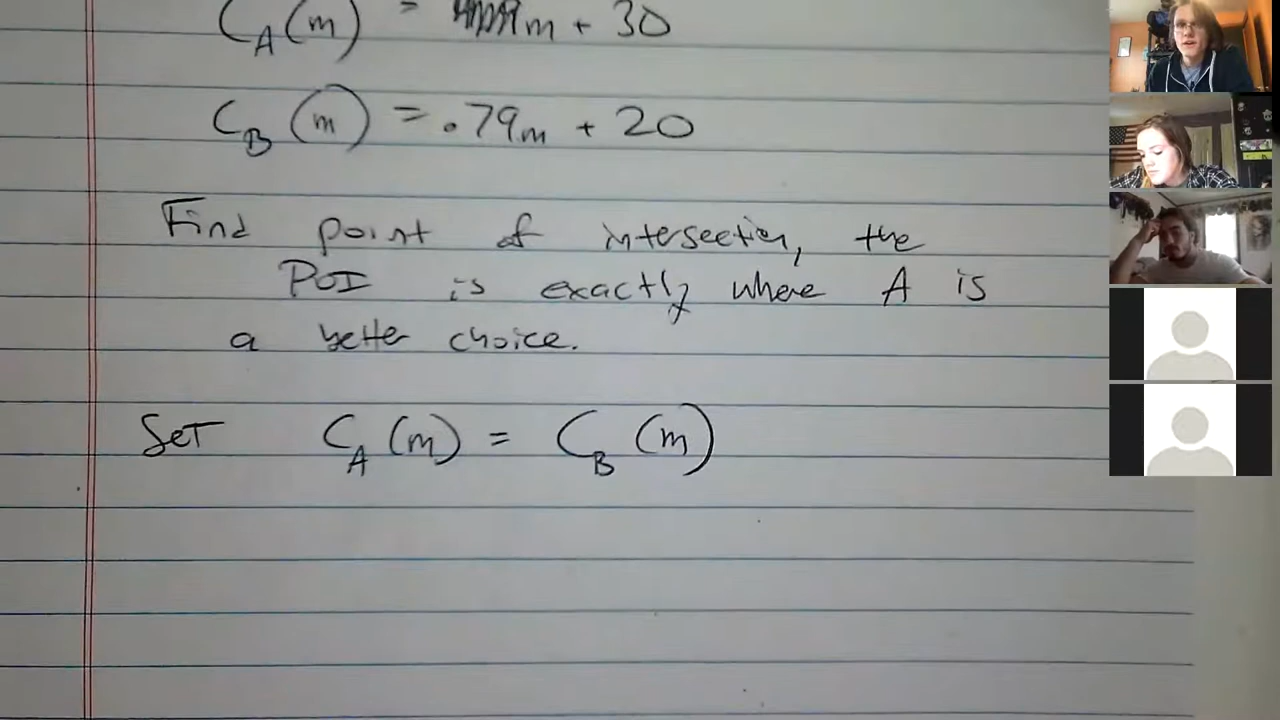 C_A(m) = m + 30
C_B(m) = .79m + 20
Find point of intersection, the
POI is exactly where A is
a better choice.
Set C_A(m) = C_B(m)